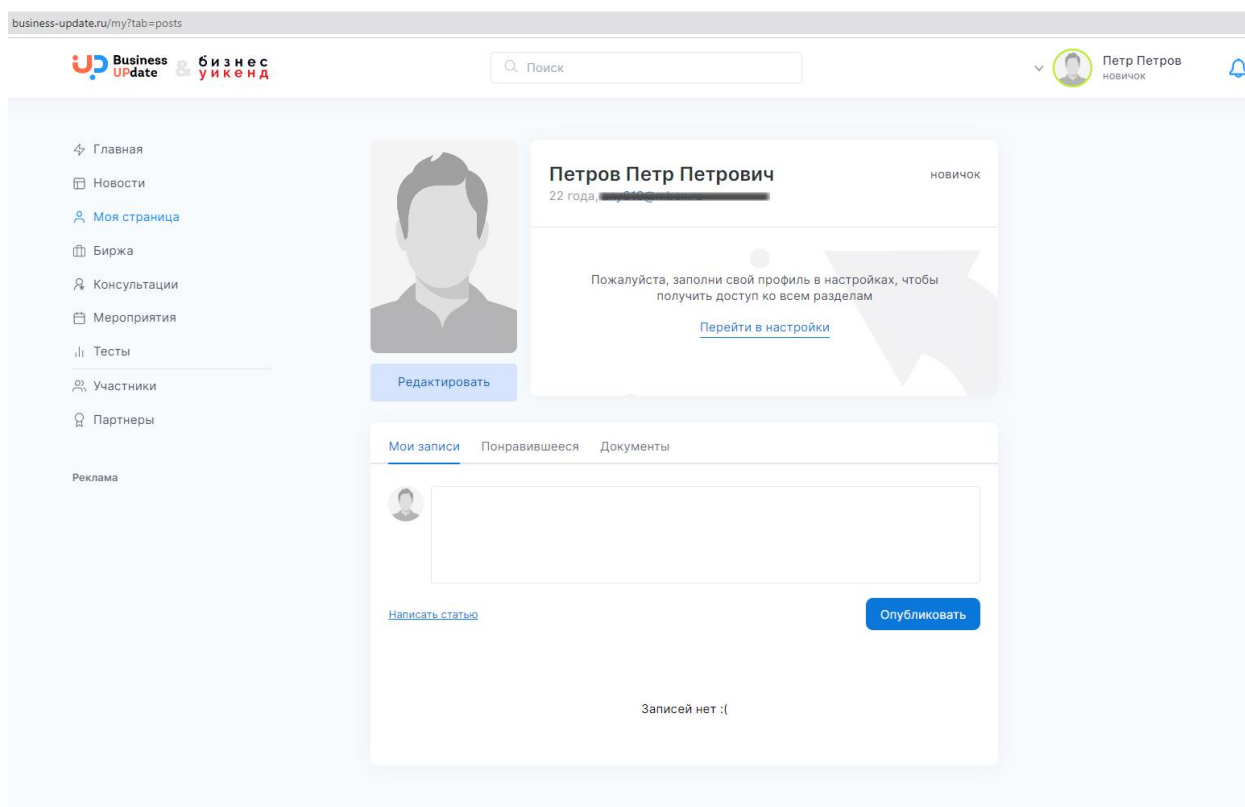 business-update.ru/my?tab=posts
Business
UPdate
&
бизнес
уикенд
Поиск
Петр Петров
новичок
Главная
Новости
Моя страница
Биржа
Консультации
Мероприятия
Тесты
Участники
Партнеры
Реклама
Редактировать
Петров Петр Петрович
новичок
22 года,
Пожалуйста, заполни свой профиль в настройках, чтобы
получить доступ ко всем разделам
Перейти в настройки
Мои записи Понравившееся Документы
Написать статью
Опубликовать
Записей нет :(